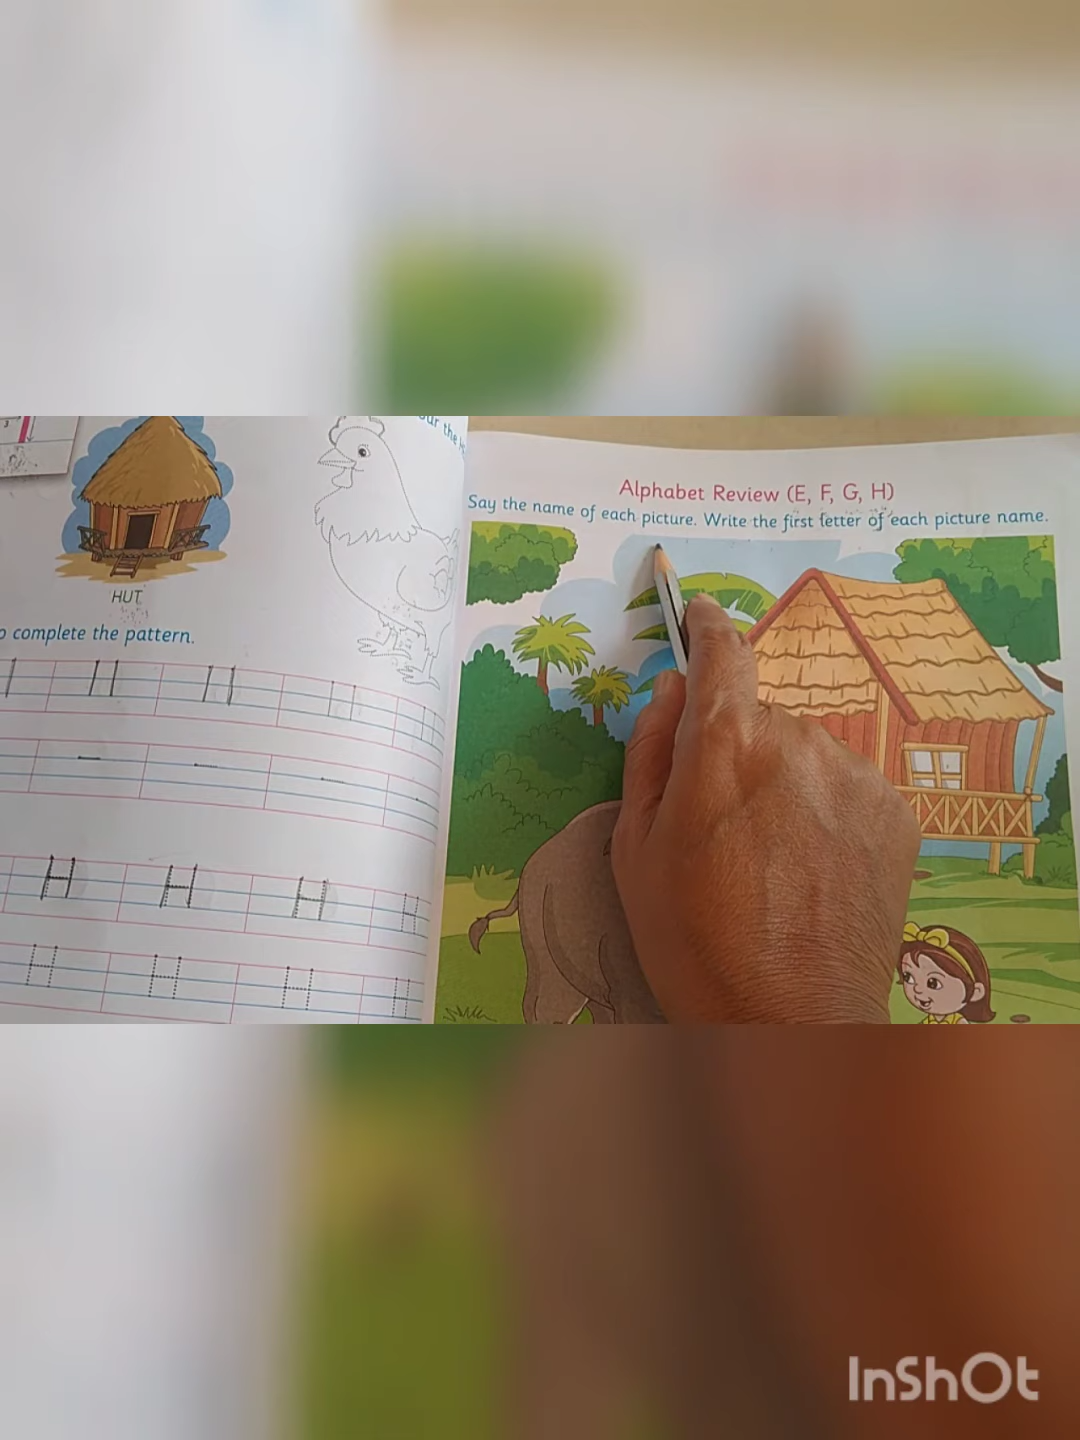 3
HUT
complete the pattern.
H H H H
H H H H
Alphabet Review (E, F, G, H)
Say the name of each picture. Write the first letter of each picture name.
InShOt